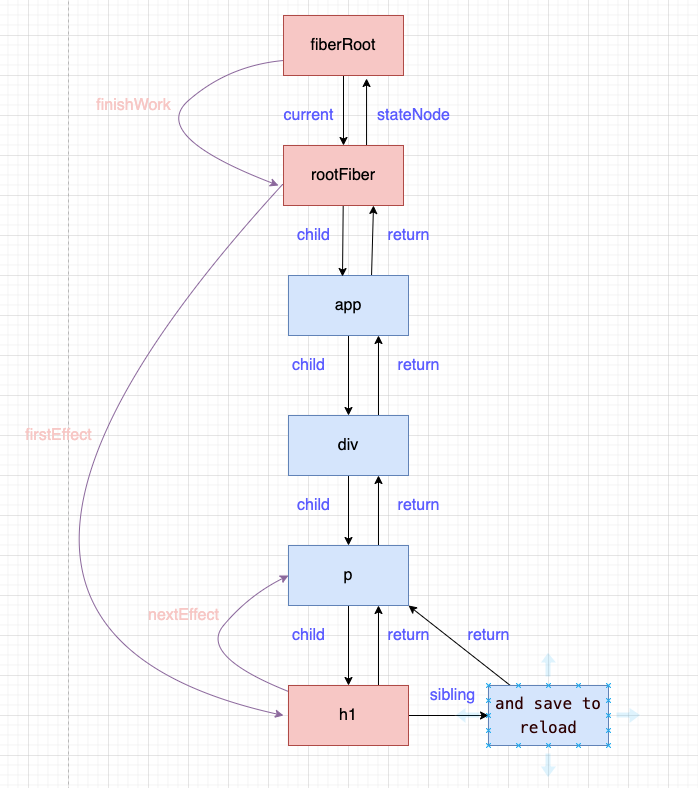 fiberRoot
finishWork
current
stateNode
rootFiber
child
return
app
child
return
firstEffect
div
child
return
p
nextEffect
child
return
return
sibling
h1
and save to
reload